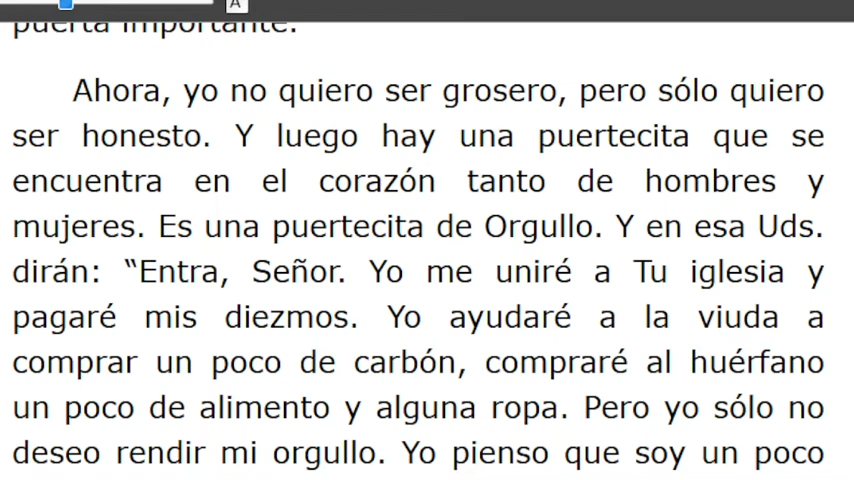 A
puerta importante.
Ahora, yo no quiero ser grosero, pero sólo quiero
ser honesto. Y luego hay una puertecita que se
encuentra en el corazón tanto de hombres y
mujeres. Es una puertecita de Orgullo. Y en esa Uds.
dirán: “Entra, Señor. Yo me uniré a Tu iglesia y
pagaré mis diezmos. Yo ayudaré a la viuda a
comprar un poco de carbón, compraré al huérfano
un poco de alimento y alguna ropa. Pero yo sólo no
deseo rendir mi orgullo. Yo pienso que soy un poco